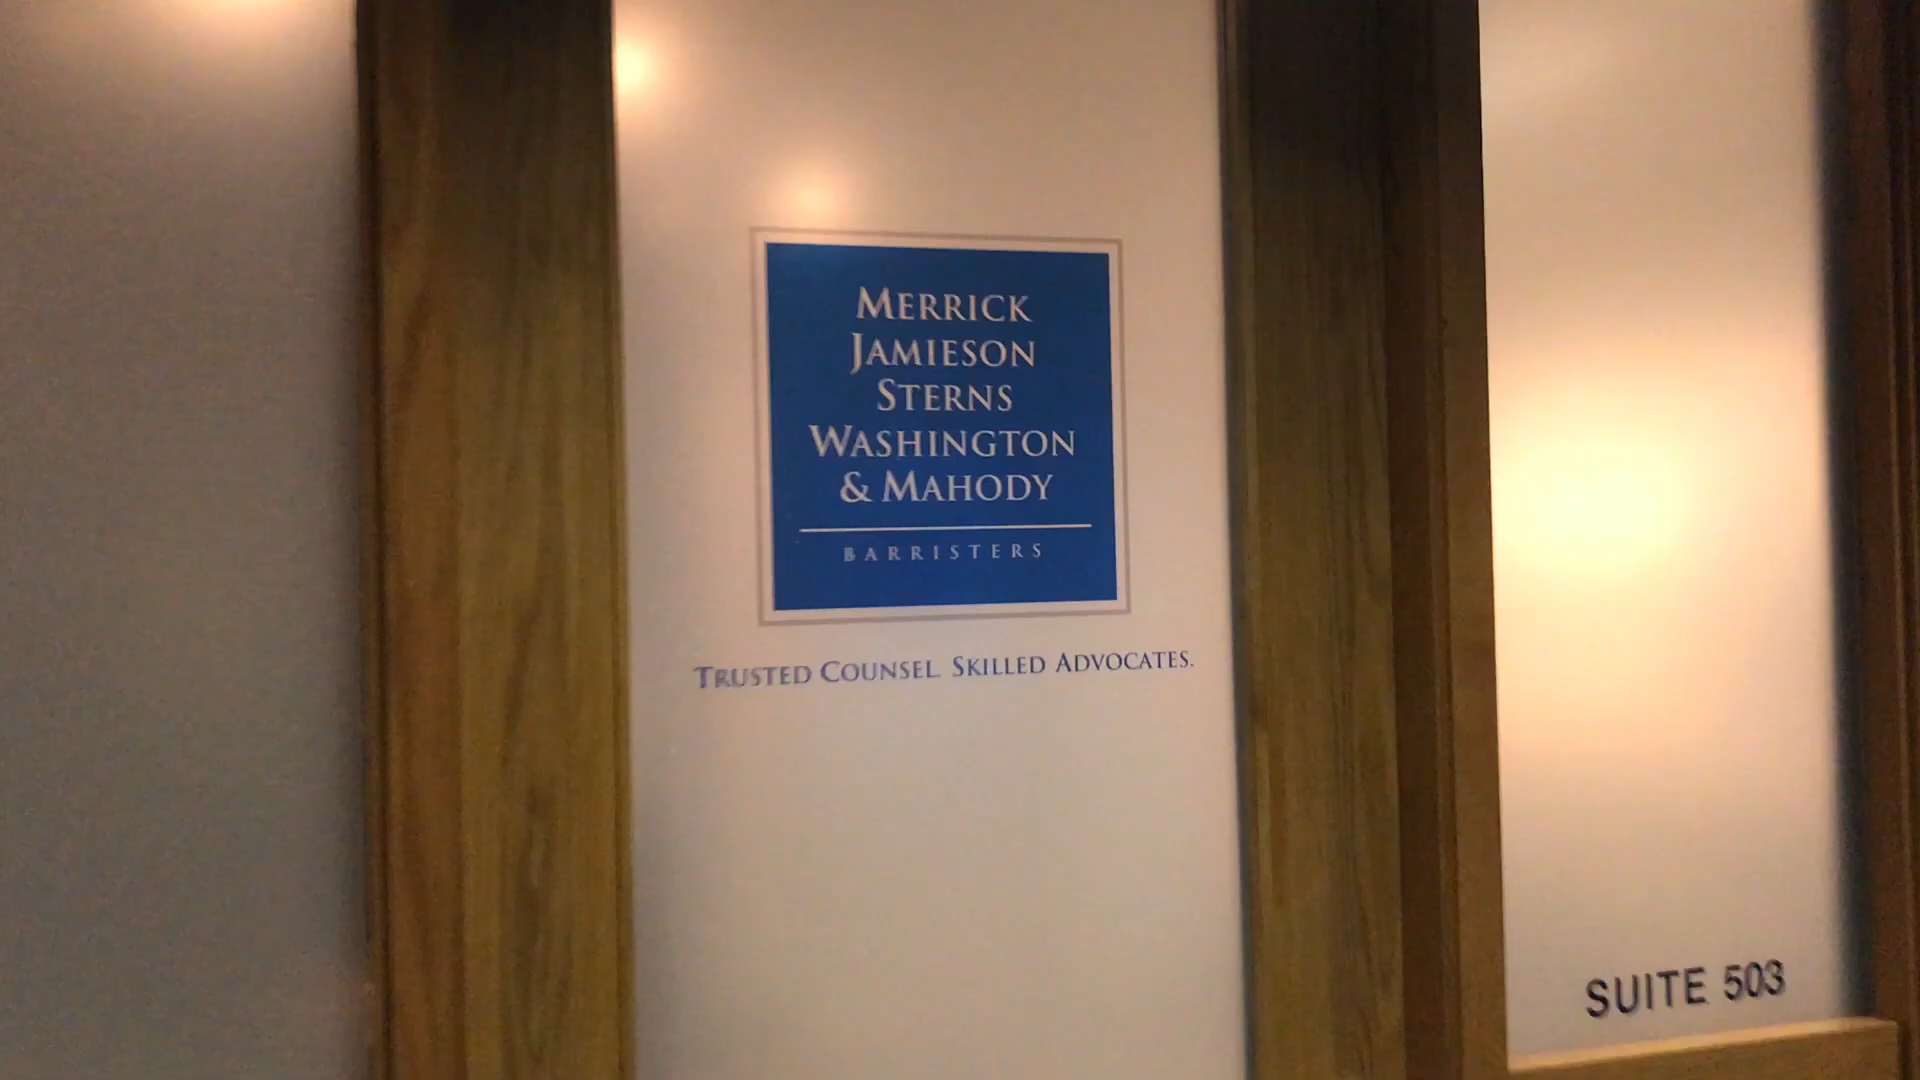 MERRICK
JAMIESON
STERNS
WASHINGTON
& MAHODY
BARRISTERS
TRUSTED COUNSEL. SKILLED ADVOCATES.
SUITE 503